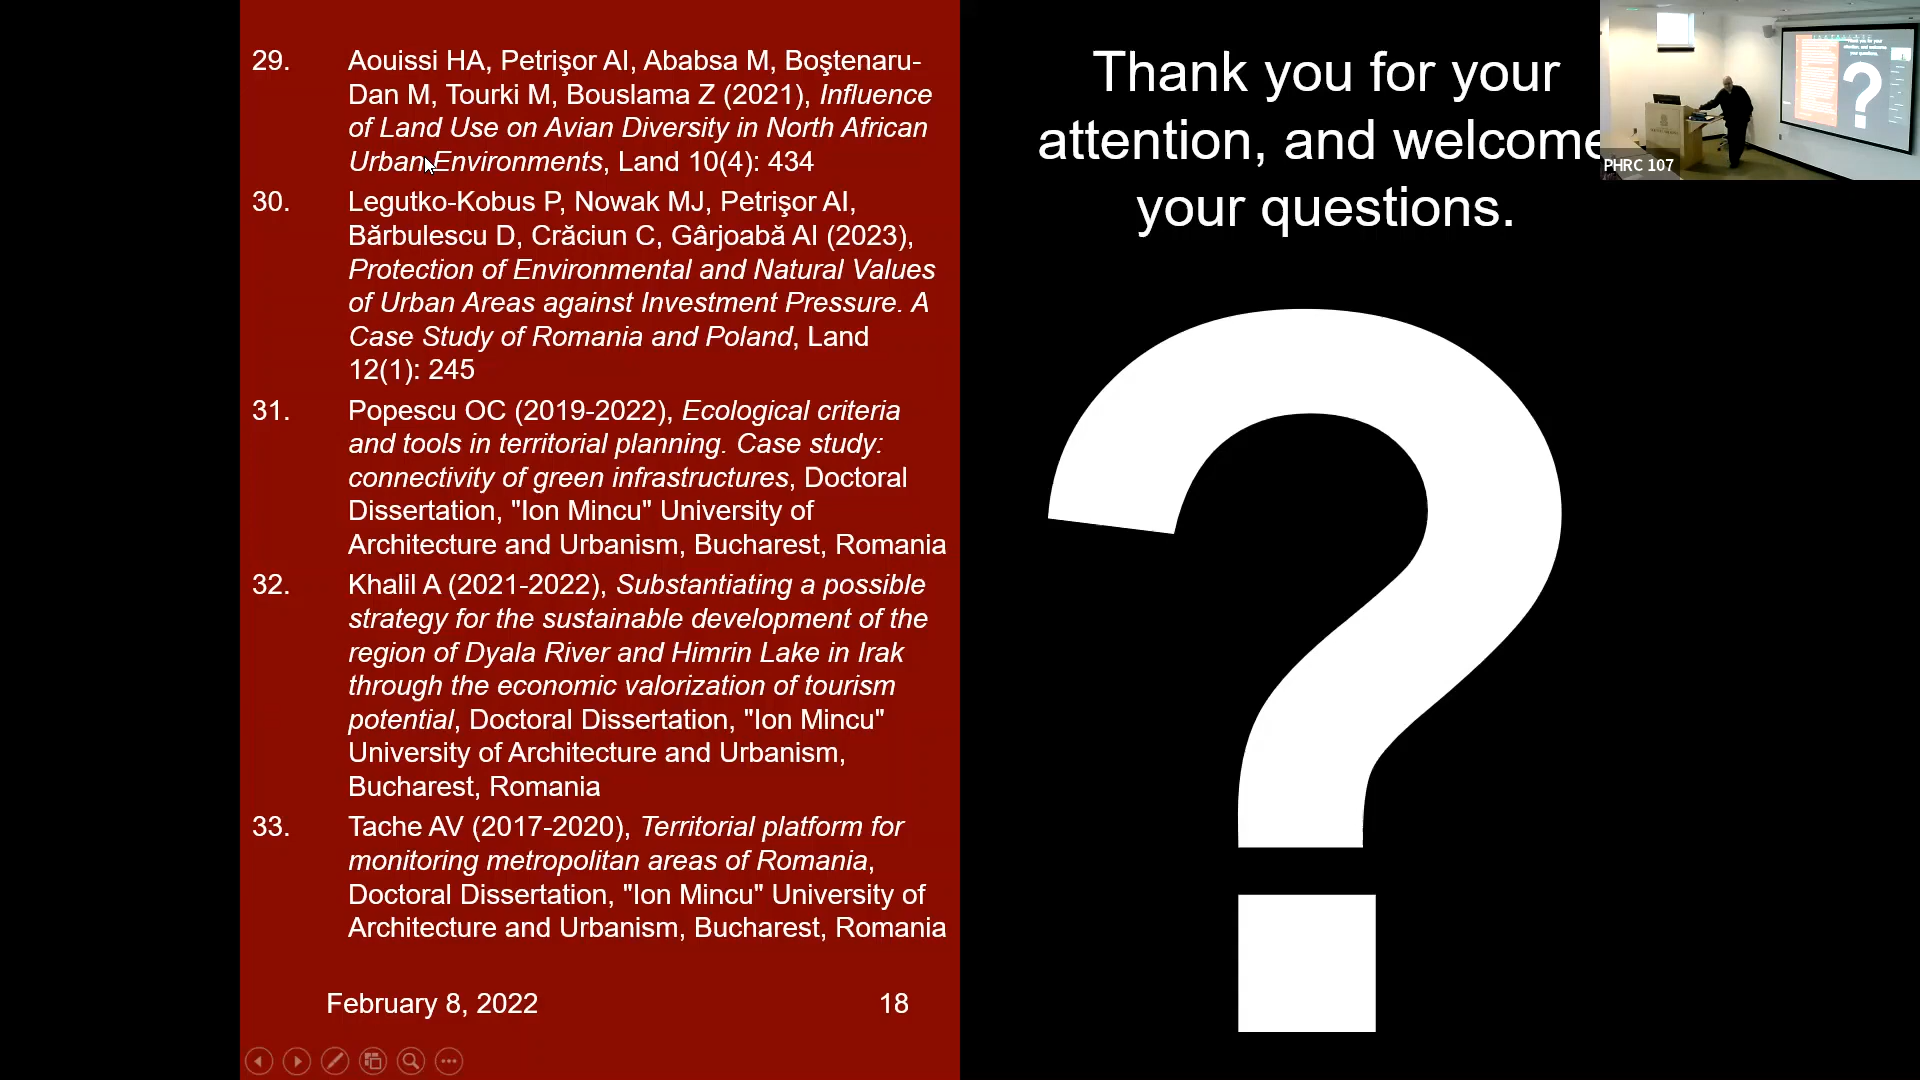 29. Aouissi HA, Petrişor AI, Ababsa M, Boştenaru-
Dan M, Tourki M, Bouslama Z (2021), Influence
of Land Use on Avian Diversity in North African
Urban Environments, Land 10(4): 434
30. Legutko-Kobus P, Nowak MJ, Petrişor AI,
Bărbulescu D, Crăciun C, Gârjoabă AI (2023),
Protection of Environmental and Natural Values
of Urban Areas against Investment Pressure. A
Case Study of Romania and Poland, Land
12(1): 245
31. Popescu OC (2019-2022), Ecological criteria
and tools in territorial planning. Case study:
connectivity of green infrastructures, Doctoral
Dissertation, "Ion Mincu" University of
Architecture and Urbanism, Bucharest, Romania
32. Khalil A (2021-2022), Substantiating a possible
strategy for the sustainable development of the
region of Dyala River and Himrin Lake in Irak
through the economic valorization of tourism
potential, Doctoral Dissertation, "Ion Mincu"
University of Architecture and Urbanism,
Bucharest, Romania
33. Tache AV (2017-2020), Territorial platform for
monitoring metropolitan areas of Romania,
Doctoral Dissertation, "Ion Mincu" University of
Architecture and Urbanism, Bucharest, Romania
February 8, 2022 18
Thank you for your
attention, and welcome
your questions.
?
PHRC 107